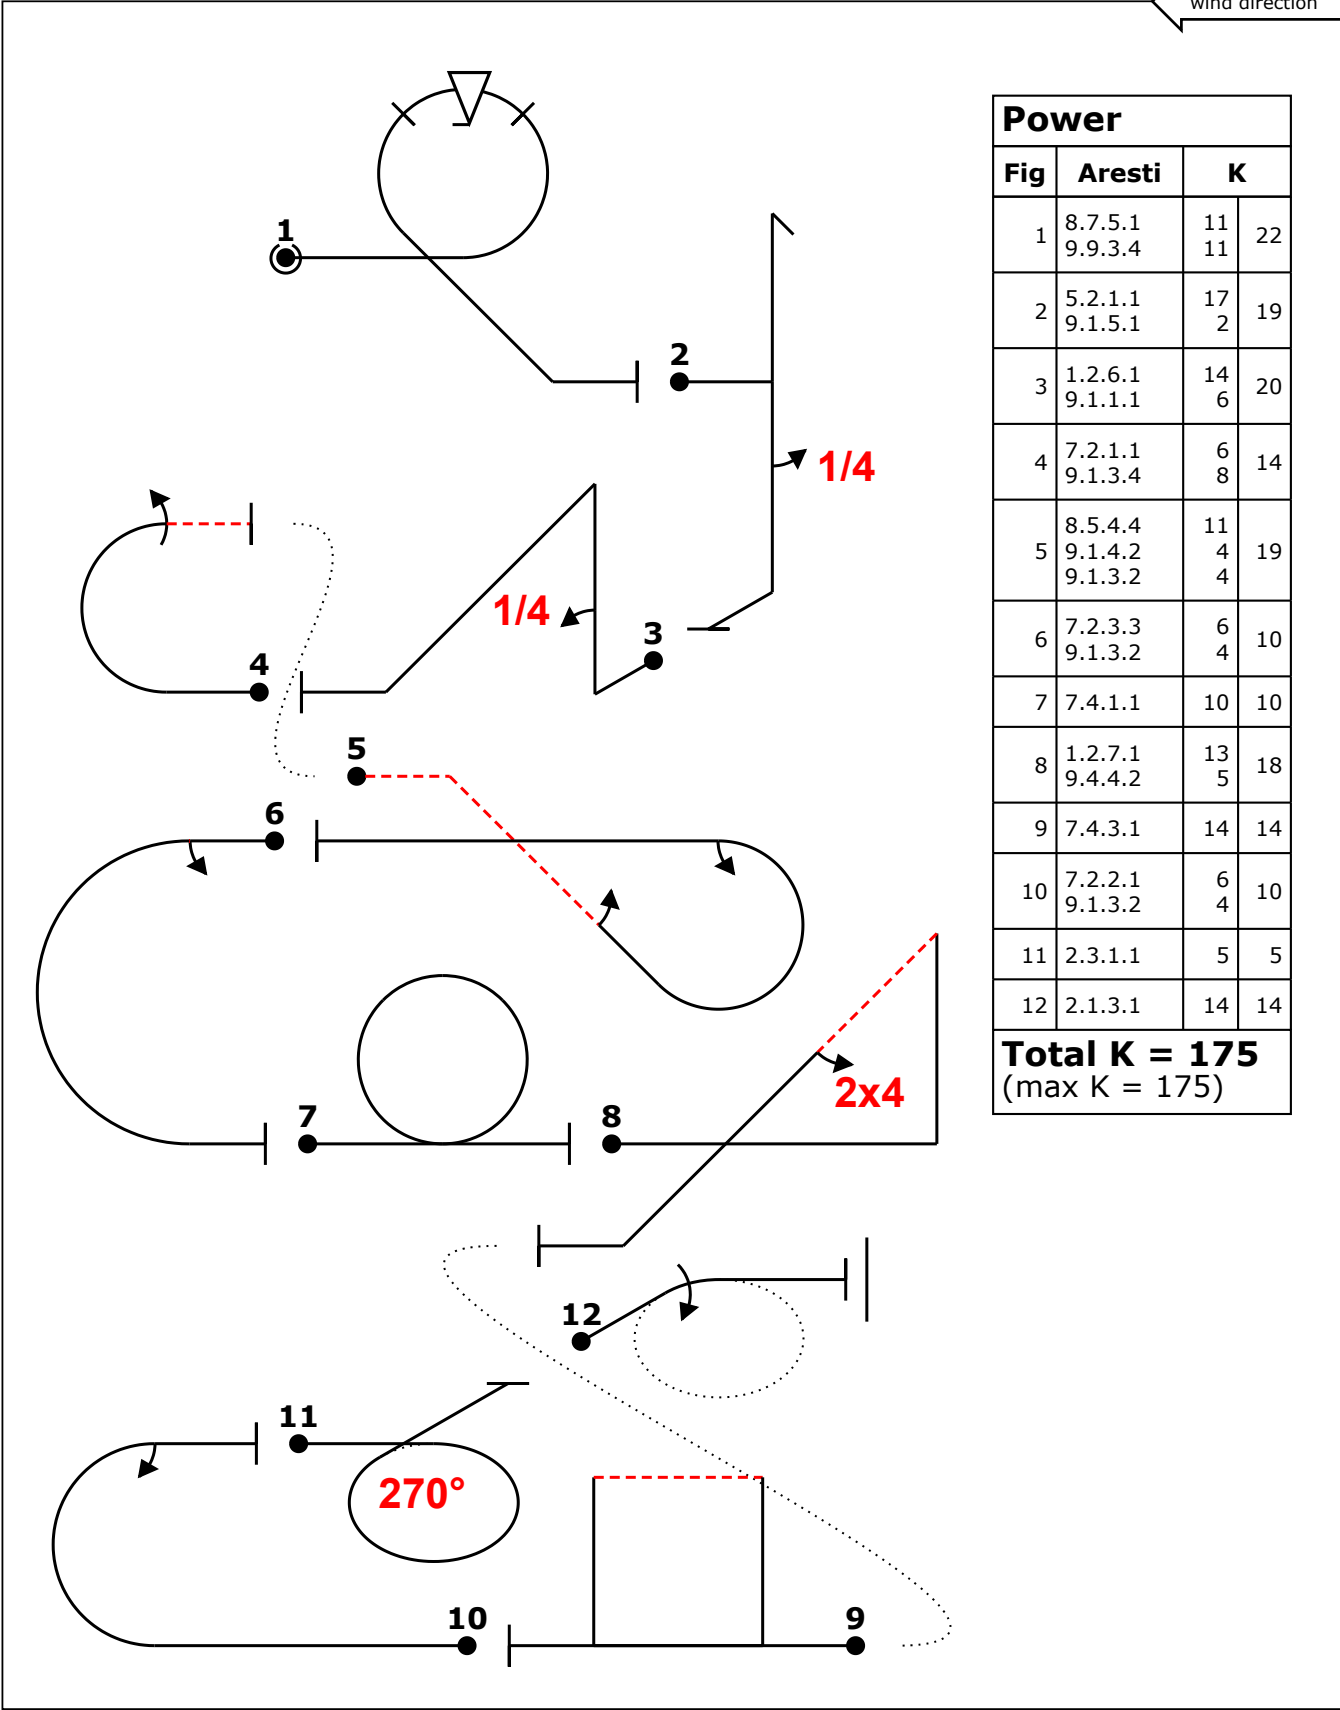 wind direction
Power
Fig Aresti K
1 8.7.5.1 11 22
9.9.3.4 11
2 5.2.1.1 17 19
9.1.5.1 2
3 1.2.6.1 14 20
9.1.1.1 6
4 7.2.1.1 6 14
9.1.3.4 8
5 8.5.4.4 11 19
9.1.4.2 4
9.1.3.2 4
6 7.2.3.3 6 10
9.1.3.2 4
7 7.4.1.1 10 10
8 1.2.7.1 13 18
9.4.4.2 5
9 7.4.3.1 14 14
10 7.2.2.1 6 10
9.1.3.2 4
11 2.3.1.1 5 5
12 2.1.3.1 14 14
Total K = 175
(max K = 175)
1
2
1/4
1/4
3
4
5
6
2x4
7
8
12
11
270°
10
9